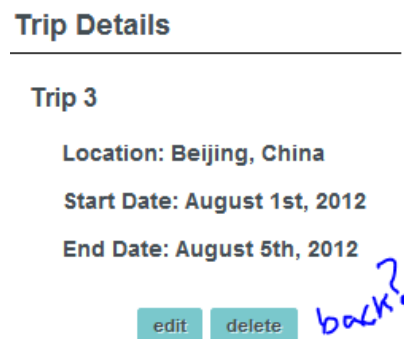 Trip Details
Trip 3
Location: Beijing, China
Start Date: August 1st, 2012
End Date: August 5th, 2012
edit delete back?